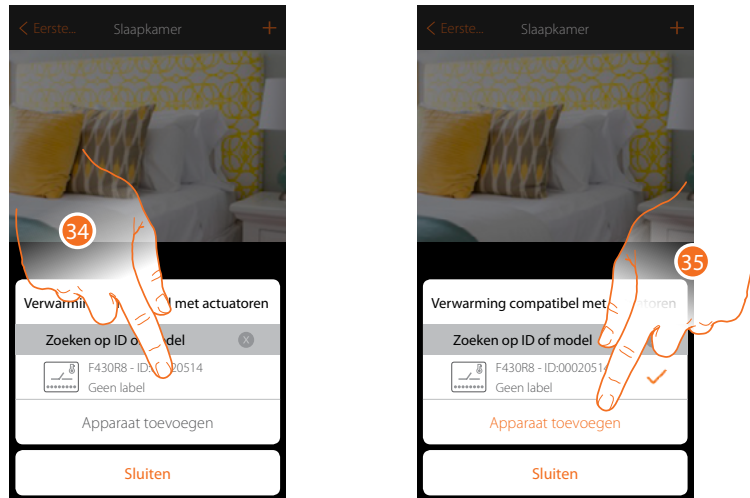 Eerste...
Slaapkamer
+
34
Verwarming met actuatoren
Zoeken op ID o del
X
F430R8 - ID: 20514
Geen label
Apparaat toevoegen
Sluiten
Eerste...
Slaapkamer
+
35
Verwarming compatibel met toren
Zoeken op ID of model
F430R8 - ID:00020514
Geen label
Apparaat toevoegen
Sluiten